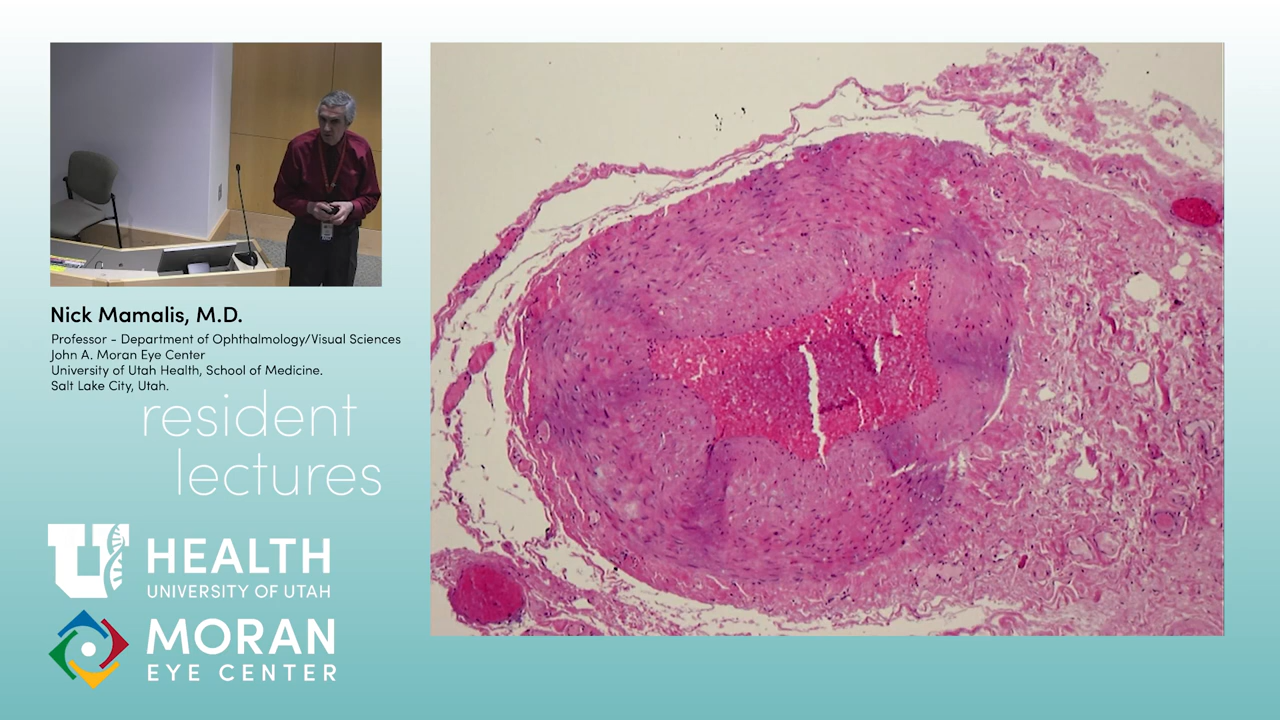 Nick Mamalis, M.D.
Professor - Department of Ophthalmology/Visual Sciences
John A. Moran Eye Center
University of Utah Health, School of Medicine.
Salt Lake City, Utah.
resident
lectures
U HEALTH
UNIVERSITY OF UTAH
MORAN
EYE CENTER